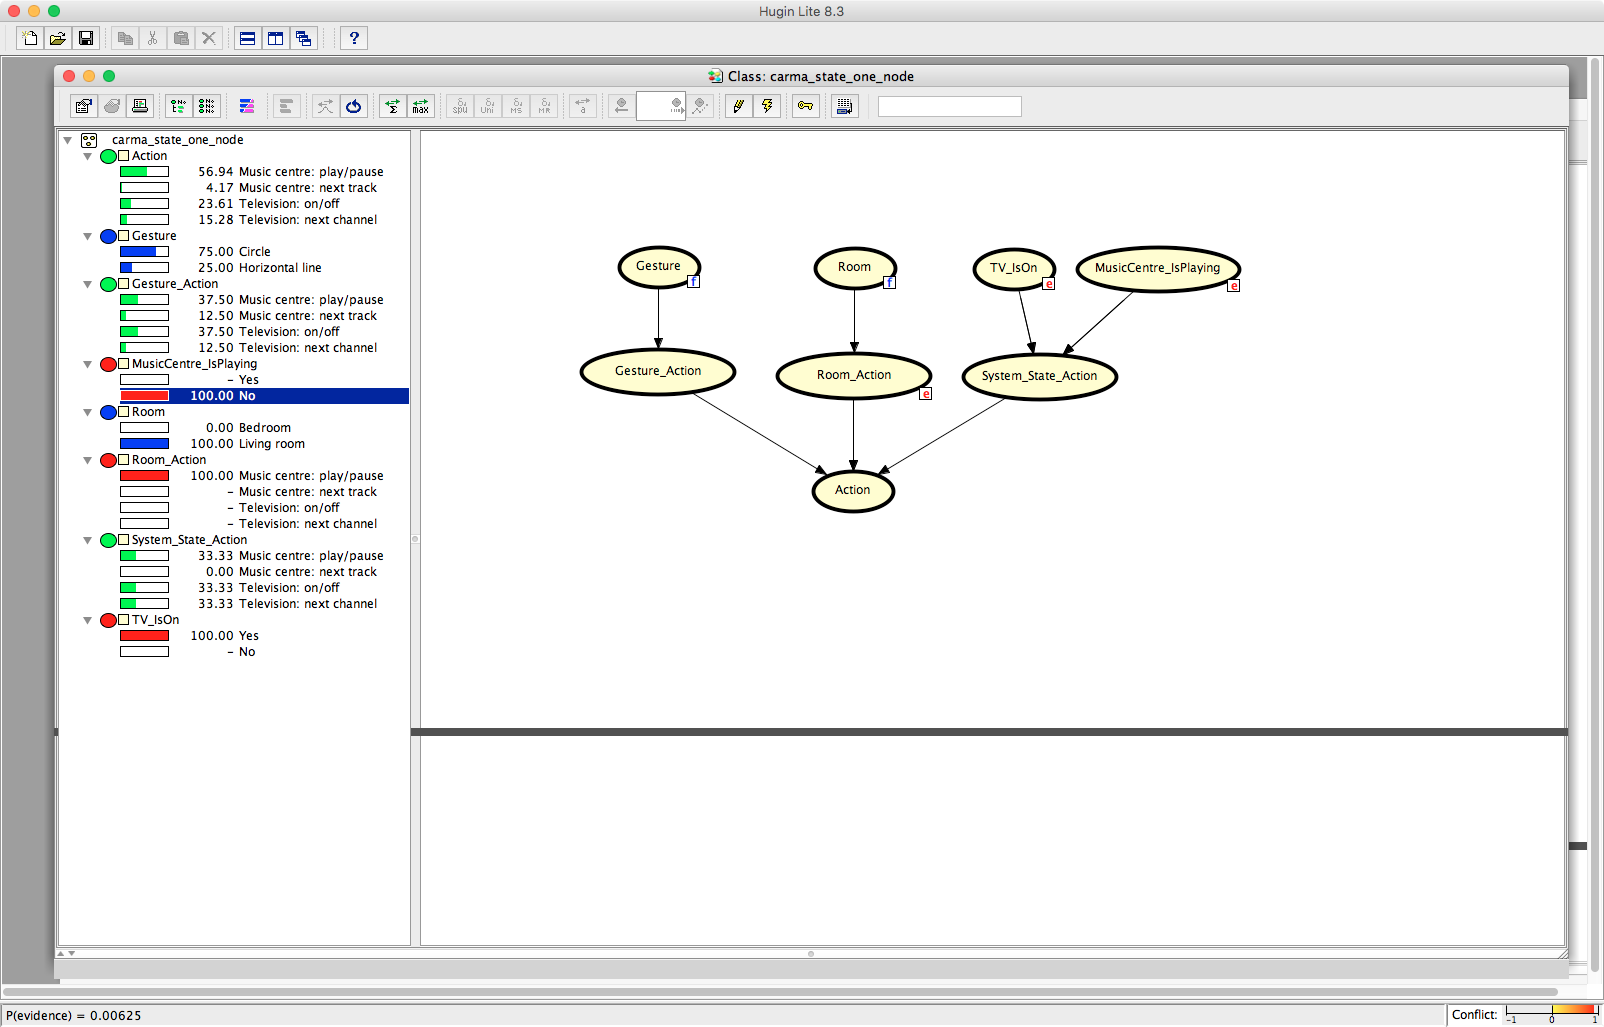 Hugin Lite 8.3
?
Class: carma_state_one_node
Σ max
carma_state_one_node
Action
56.94 Music centre: play/pause
4.17 Music centre: next track
23.61 Television: on/off
15.28 Television: next channel
Gesture
75.00 Circle
25.00 Horizontal line
Gesture_Action
37.50 Music centre: play/pause
12.50 Music centre: next track
37.50 Television: on/off
12.50 Television: next channel
MusicCentre_IsPlaying
– Yes
100.00 No
Room
0.00 Bedroom
100.00 Living room
Room_Action
100.00 Music centre: play/pause
– Music centre: next track
– Television: on/off
– Television: next channel
System_State_Action
33.33 Music centre: play/pause
0.00 Music centre: next track
33.33 Television: on/off
33.33 Television: next channel
TV_IsOn
100.00 Yes
– No
Gesture
f
Room
f
TV_IsOn
e
MusicCentre_IsPlaying
e
Gesture_Action
Room_Action
e
System_State_Action
Action
P(evidence) = 0.00625
Conflict:
-1 0 1